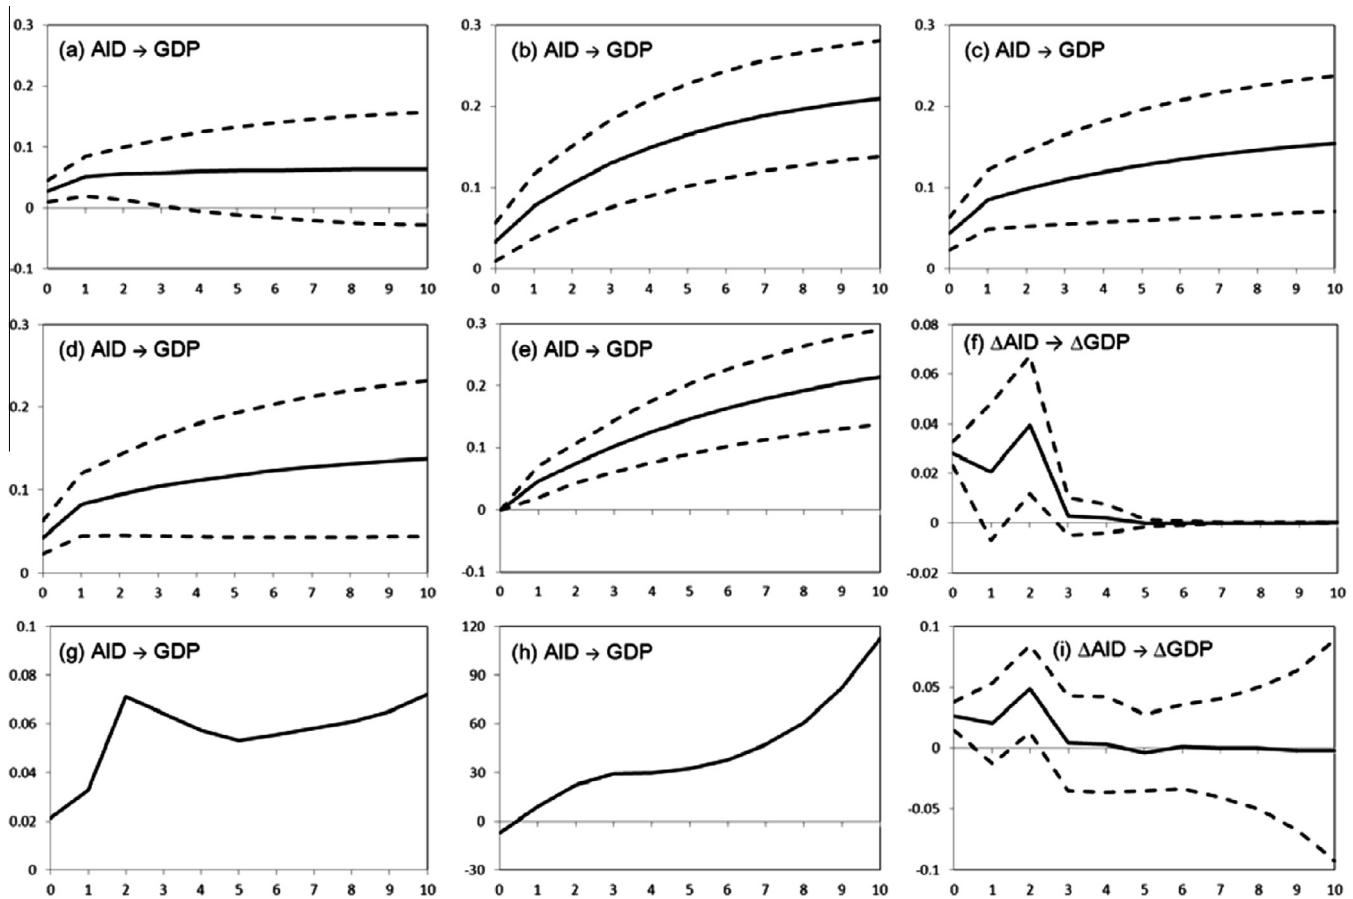 (a) AID → GDP
0.3
0.2
0.1
0
-0.1
0 1 2 3 4 5 6 7 8 9 10
(b) AID → GDP
0.3
0.2
0.1
0
0 1 2 3 4 5 6 7 8 9 10
(c) AID → GDP
0.3
0.2
0.1
0
0 1 2 3 4 5 6 7 8 9 10
(d) AID → GDP
0.3
0.2
0.1
0
0 1 2 3 4 5 6 7 8 9 10
(e) AID → GDP
0.3
0.2
0.1
0
-0.1
0 1 2 3 4 5 6 7 8 9 10
(f) ΔAID → ΔGDP
0.08
0.06
0.04
0.02
0
-0.02
0 1 2 3 4 5 6 7 8 9 10
(g) AID → GDP
0.1
0.08
0.06
0.04
0.02
0
0 1 2 3 4 5 6 7 8 9 10
(h) AID → GDP
120
90
60
30
0
-30
0 1 2 3 4 5 6 7 8 9 10
(i) ΔAID → ΔGDP
0.1
0.05
0
-0.05
-0.1
0 1 2 3 4 5 6 7 8 9 10